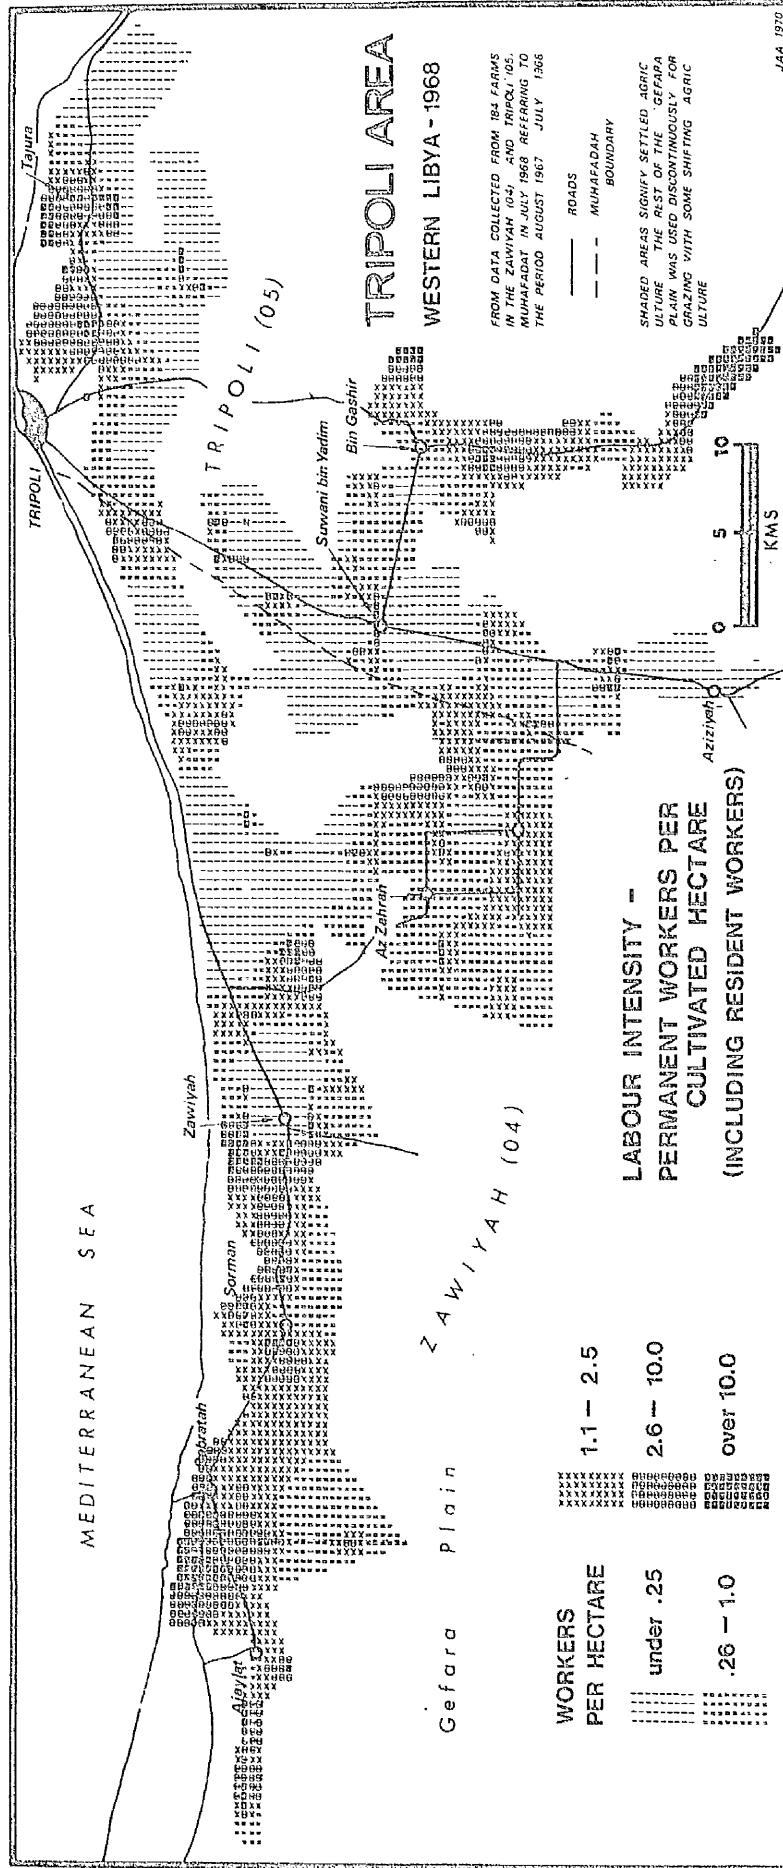 TRIPOLI AREA
WESTERN LIBYA - 1968
FROM DATA COLLECTED FROM 184 FARMS
IN THE ZAWIYAH (04) AND TRIPOLI (05)
MUHAFADAT IN JULY 1968 REFERRING TO
THE PERIOD AUGUST 1967 JULY 1968
ROADS
MUHAFADAH
BOUNDARY
SHADED AREAS SIGNIFY SETTLED AGRIC
ULTURE THE REST OF THE GEFARA
PLAIN WAS USED DISCONTINUOUSLY FOR
GRAZING WITH SOME SHIFTING AGRIC
ULTURE
JAA 1970
MEDITERRANEAN SEA
TRIPOLI
Tajura
TRIPOLI (05)
Zawiyah
Sorman
Sabratah
Ajaylat
Az Zehran
Suwani bin Yadim
Bin Gashir
Aziziyah
ZAWIYAH (04)
Gefara Plain
0 5 10
KMS
LABOUR INTENSITY -
PERMANENT WORKERS PER
CULTIVATED HECTARE
(INCLUDING RESIDENT WORKERS)
WORKERS
PER HECTARE
under .25
.26 - 1.0
1.1 - 2.5
2.6 - 10.0
over 10.0